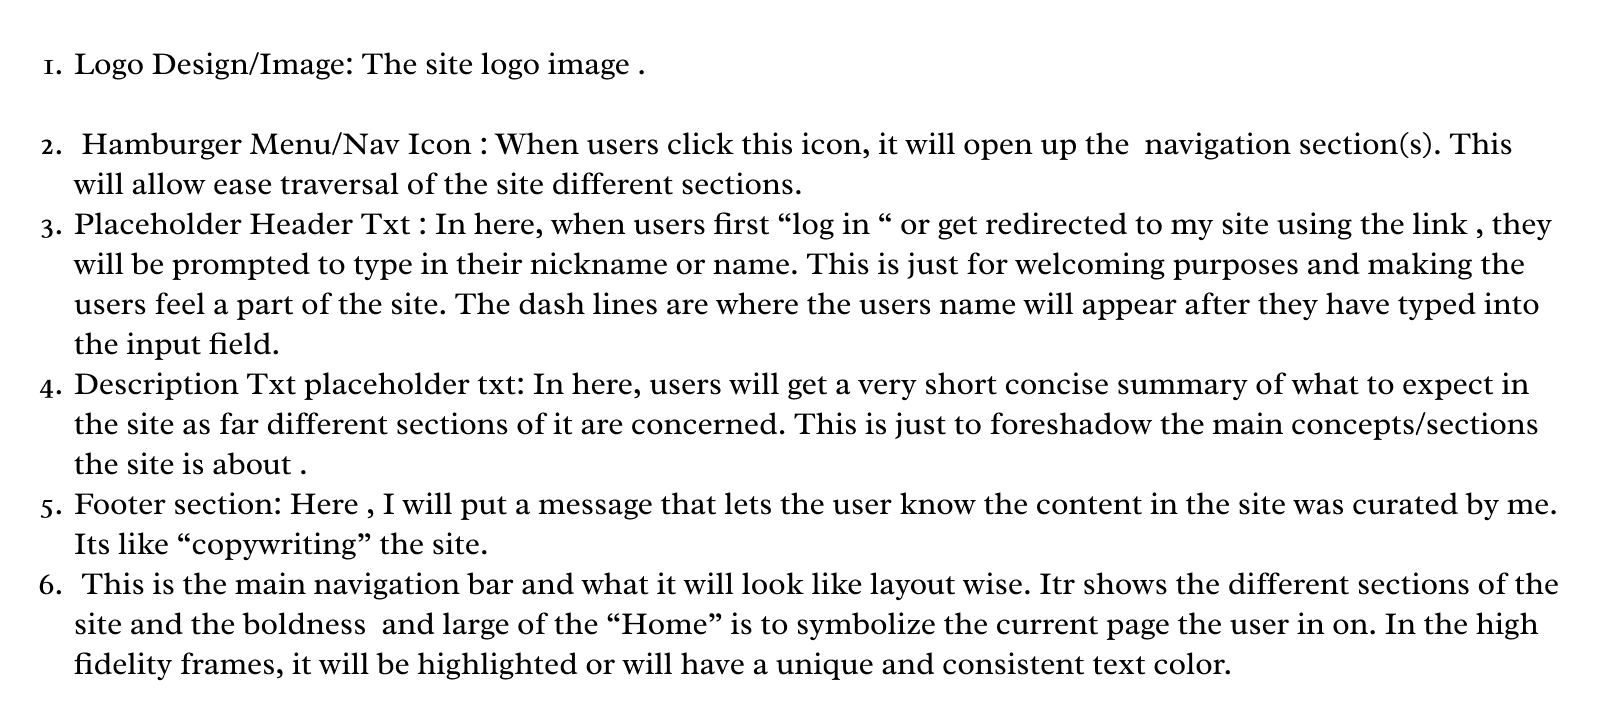 1. Logo Design/Image: The site logo image .
2. Hamburger Menu/Nav Icon : When users click this icon, it will open up the  navigation section(s). This
will allow ease traversal of the site different sections.
3. Placeholder Header Txt : In here, when users first “log in “ or get redirected to my site using the link , they
will be prompted to type in their nickname or name. This is just for welcoming purposes and making the
users feel a part of the site. The dash lines are where the users name will appear after they have typed into
the input field.
4. Description Txt placeholder txt: In here, users will get a very short concise summary of what to expect in
the site as far different sections of it are concerned. This is just to foreshadow the main concepts/sections
the site is about .
5. Footer section: Here , I will put a message that lets the user know the content in the site was curated by me.
Its like “copywriting” the site.
6.  This is the main navigation bar and what it will look like layout wise. Itr shows the different sections of the
site and the boldness  and large of the “Home” is to symbolize the current page the user in on. In the high
fidelity frames, it will be highlighted or will have a unique and consistent text color.